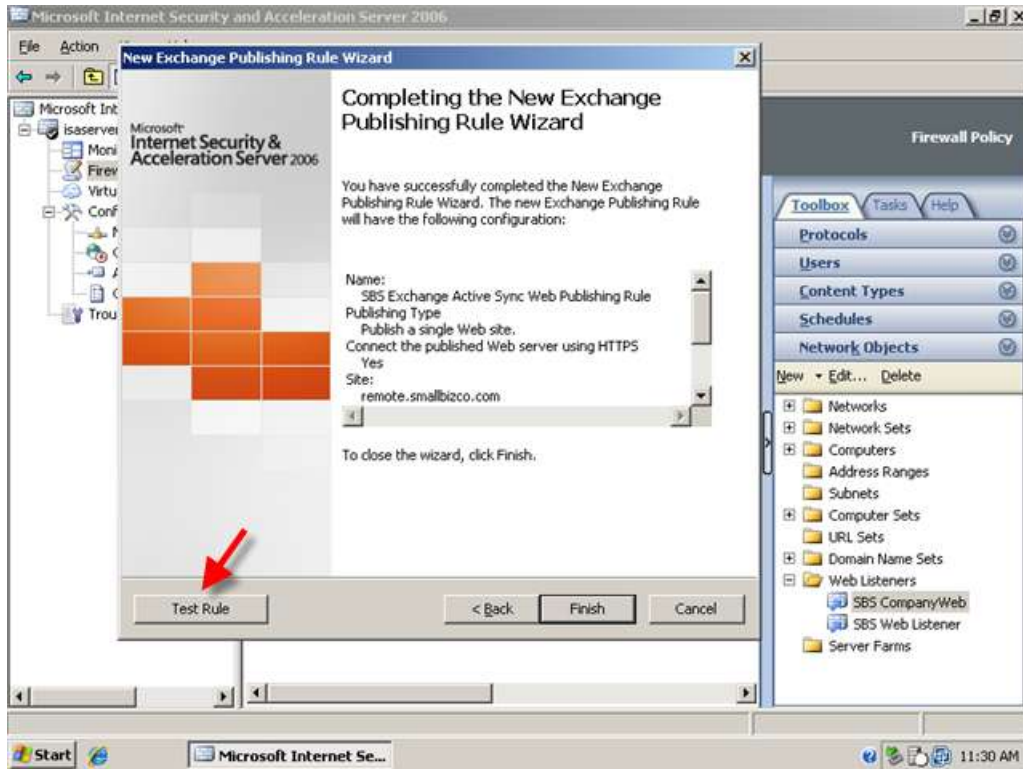 Microsoft Internet Security and Acceleration Server 2006
File Action
New Exchange Publishing Rule Wizard
Microsoft Int
isaserver
Moni
Firew
Virtu
Conf
Trou
Microsoft
Internet Security &
Acceleration Server 2006
Completing the New Exchange
Publishing Rule Wizard
You have successfully completed the New Exchange
Publishing Rule Wizard. The new Exchange Publishing Rule
will have the following configuration:
Name:
SBS Exchange Active Sync Web Publishing Rule
Publishing Type
Publish a single Web site.
Connect the published Web server using HTTPS
Yes
Site:
remote.smallbizco.com
To close the wizard, click Finish.
Test Rule
< Back Finish Cancel
Firewall Policy
Toolbox Tasks Help
Protocols
Users
Content Types
Schedules
Network Objects
New Edit... Delete
Networks
Network Sets
Computers
Address Ranges
Subnets
Computer Sets
URL Sets
Domain Name Sets
Web Listeners
SBS CompanyWeb
SBS Web Listener
Server Farms
Start Microsoft Internet Se... 11:30 AM